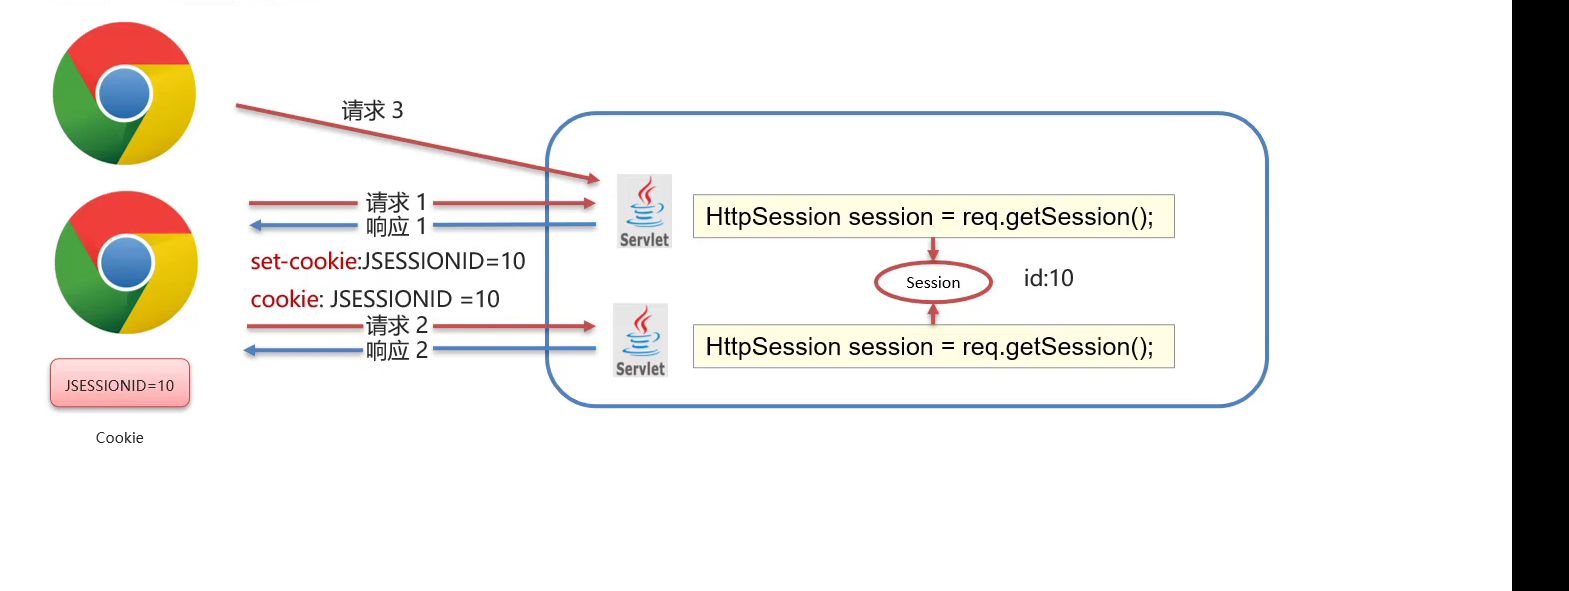 请求 3
请求 1
响应 1
set-cookie:JSESSIONID=10
cookie: JSESSIONID =10
请求 2
响应 2
JSESSIONID=10
Cookie
Servlet
HttpSession session = req.getSession();
Session
id:10
Servlet
HttpSession session = req.getSession();